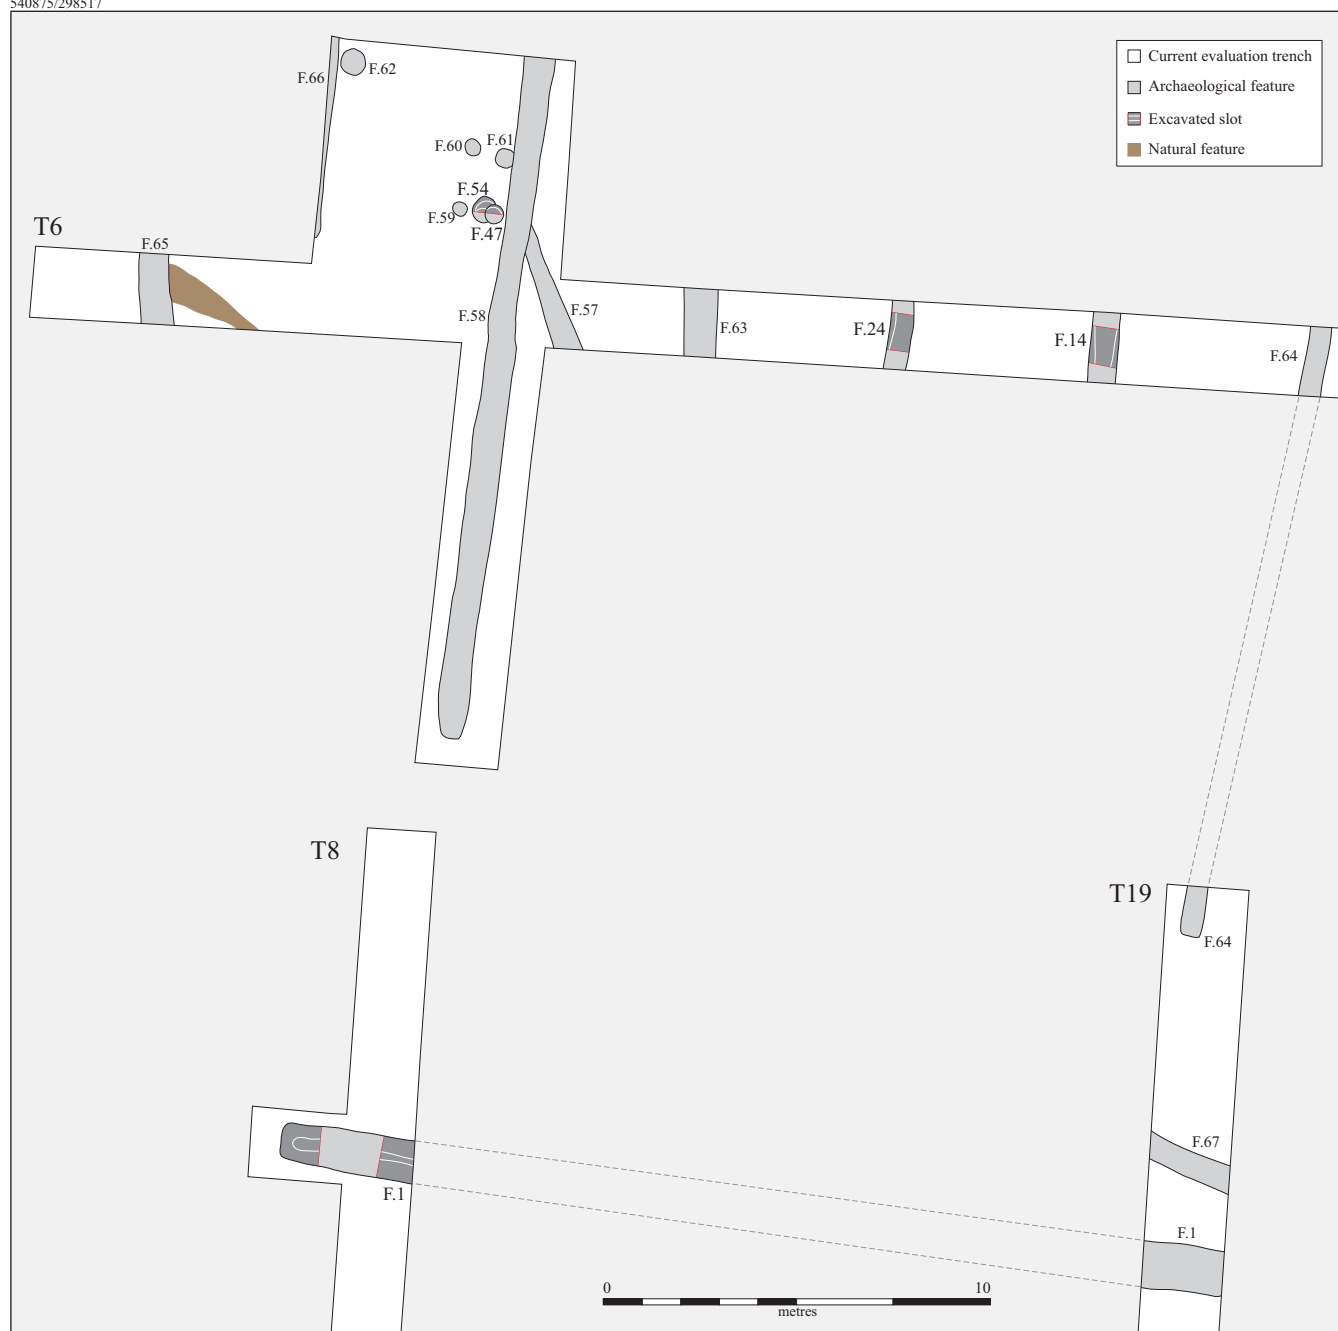 540875/298517
Current evaluation trench
Archaeological feature
Excavated slot
Natural feature
F.66
F.62
F.60
F.61
F.54
F.59
F.47
T6
F.65
F.58
F.57
F.63
F.24
F.14
F.64
T8
T19
F.64
F.67
F.1
F.1
0 10
metres